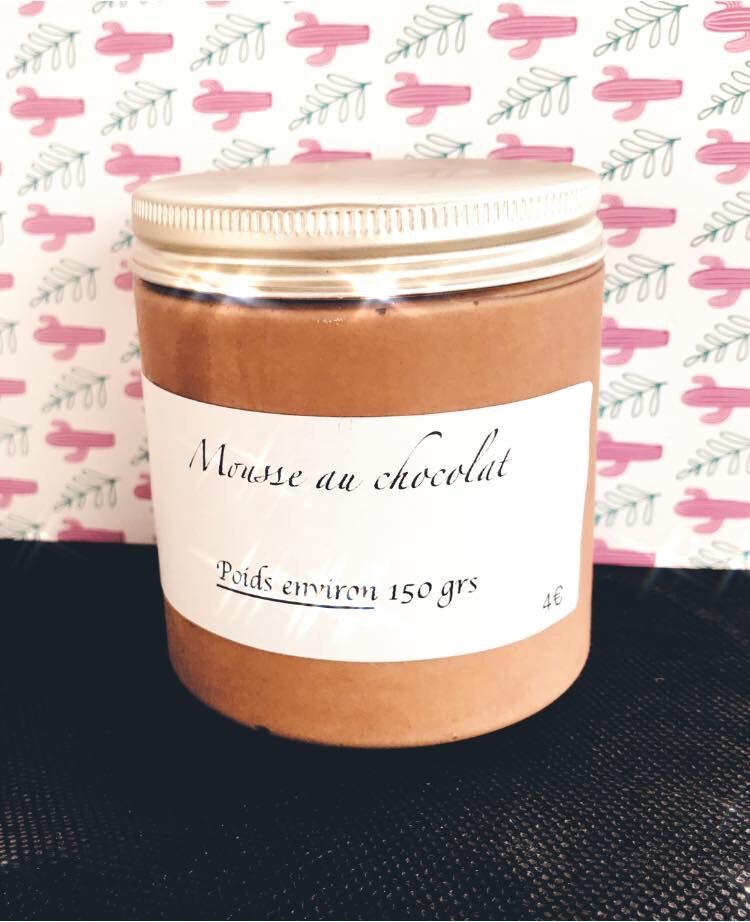 Mousse au chocolat
Poids environ 150 grs
4€